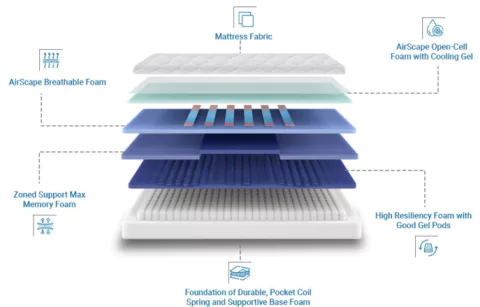 Mattress Fabric
AirScape Open-Cell
Foam with Cooling Gel
AirScape Breathable Foam
Zoned Support Max
Memory Foam
High Resiliency Foam with
Good Gel Pods
Foundation of Durable, Pocket Coil
Spring and Supportive Base Foam